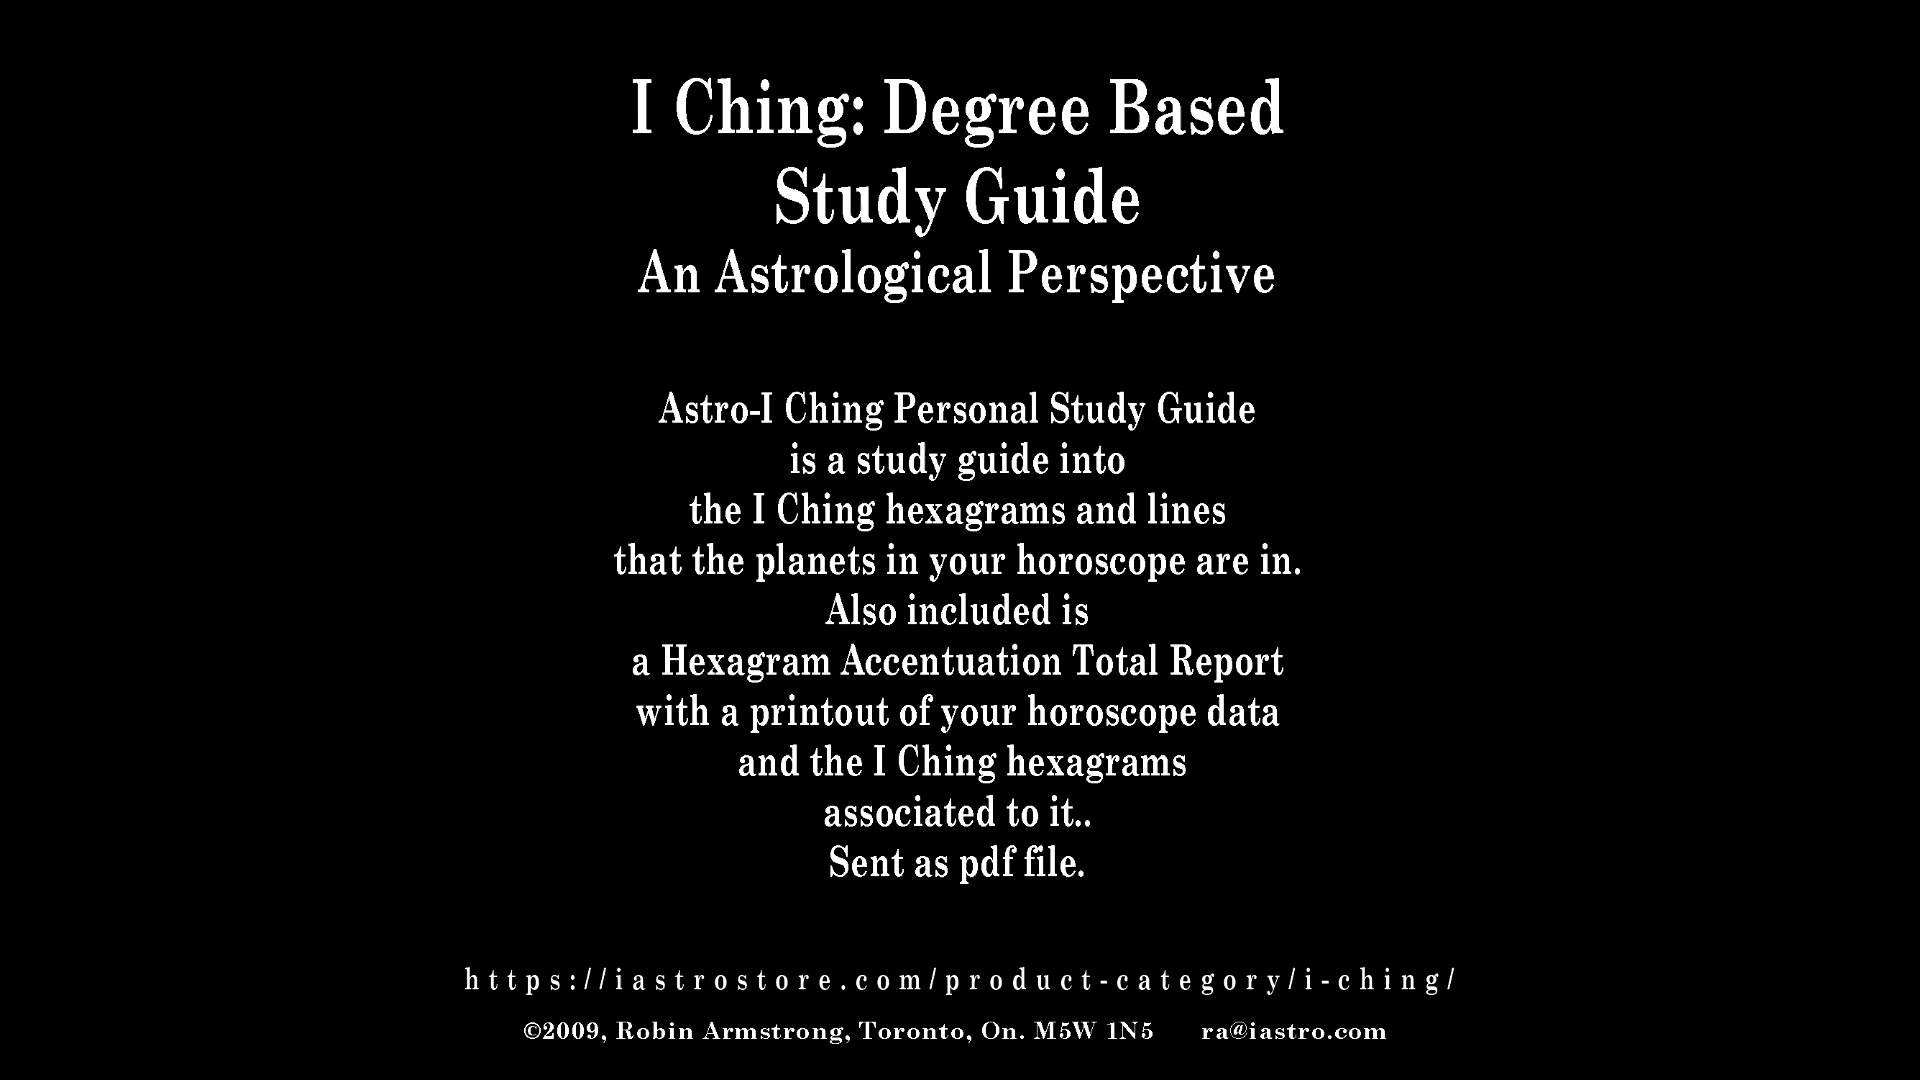 I Ching: Degree Based
Study Guide
An Astrological Perspective
Astro-I Ching Personal Study Guide
is a study guide into
the I Ching hexagrams and lines
that the planets in your horoscope are in.
Also included is
a Hexagram Accentuation Total Report
with a printout of your horoscope data
and the I Ching hexagrams
associated to it..
Sent as pdf file.
https://iastrostore.com/product-category/i-ching/
©2009, Robin Armstrong, Toronto, On. M5W 1N5 ra@iastro.com